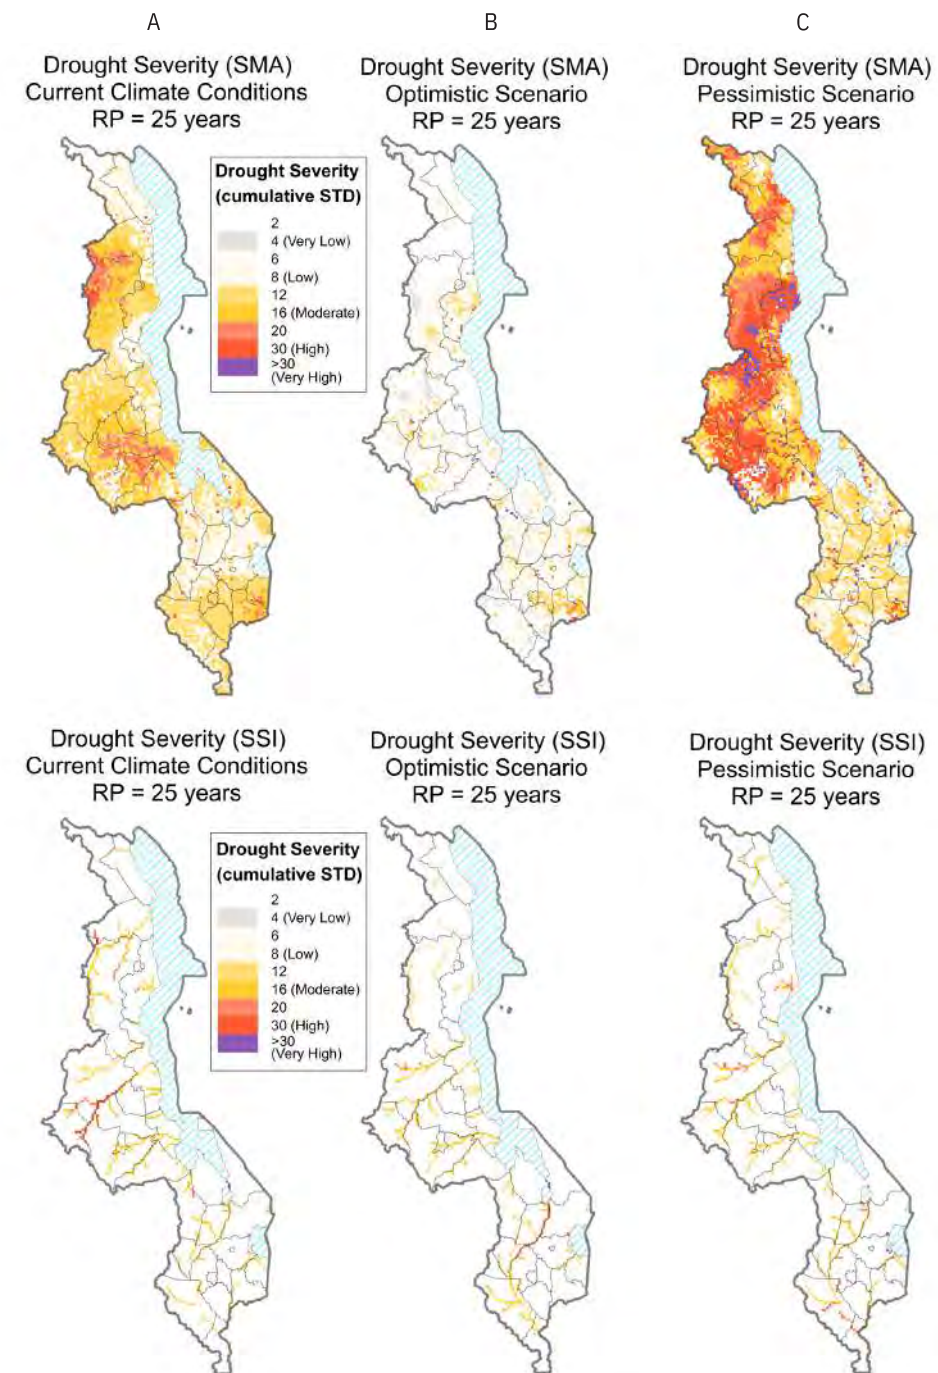 A
B
C
Drought Severity (SMA)
Current Climate Conditions
RP = 25 years
Drought Severity (SMA)
Optimistic Scenario
RP = 25 years
Drought Severity (SMA)
Pessimistic Scenario
RP = 25 years
Drought Severity
(cumulative STD)
2
4 (Very Low)
6
8 (Low)
12
16 (Moderate)
20
30 (High)
>30
(Very High)
Drought Severity (SSI)
Current Climate Conditions
RP = 25 years
Drought Severity (SSI)
Optimistic Scenario
RP = 25 years
Drought Severity (SSI)
Pessimistic Scenario
RP = 25 years
Drought Severity
(cumulative STD)
2
4 (Very Low)
6
8 (Low)
12
16 (Moderate)
20
30 (High)
>30
(Very High)